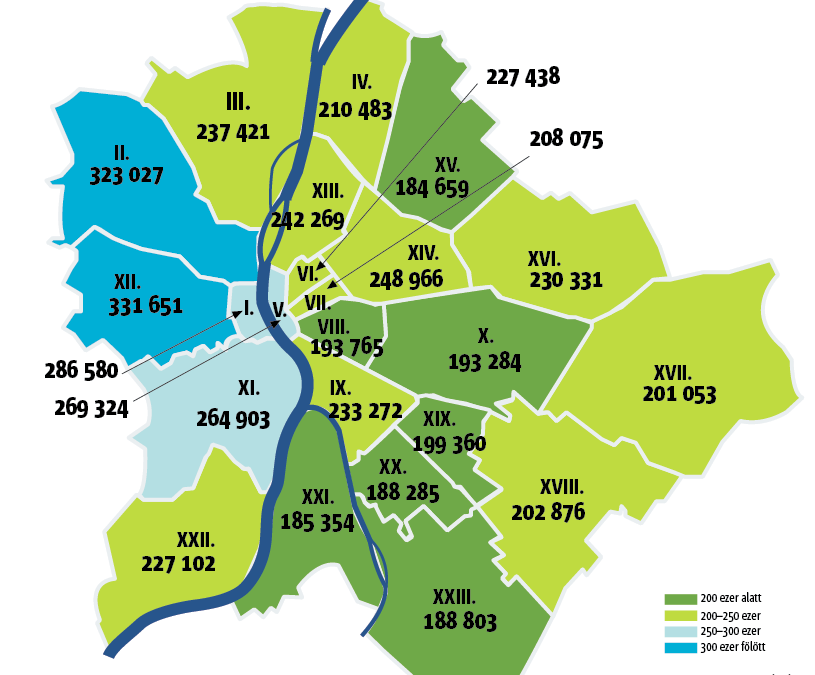 III.
237 421
IV.
210 483
227 438
208 075
II.
323 027
XV.
184 659
XIII.
242 269
XIV.
248 966
XVI.
230 331
XII.
331 651
VI.
VII.
I.
V.
VIII.
193 765
X.
193 284
286 580
269 324
XI.
264 903
IX.
233 272
XVII.
201 053
XIX.
199 360
XX.
188 285
XVIII.
202 876
XXI.
185 354
XXII.
227 102
XXIII.
188 803
200 ezer alatt
200–250 ezer
250–300 ezer
300 ezer fölött